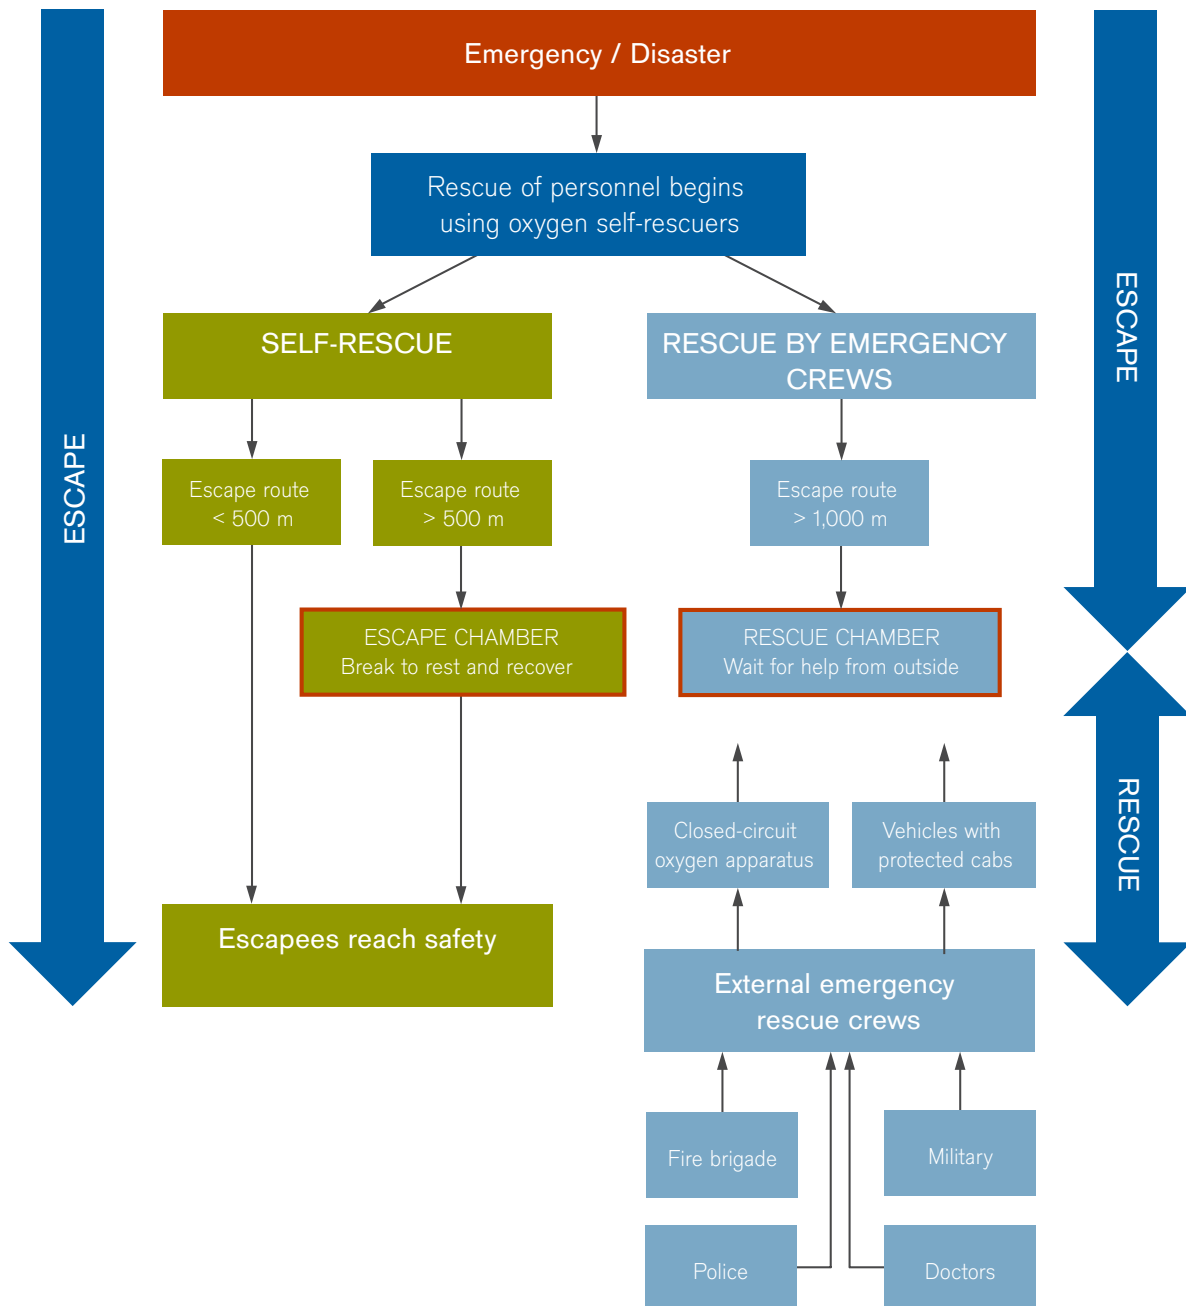 Emergency / Disaster
Rescue of personnel begins
using oxygen self-rescuers
ESCAPE
SELF-RESCUE
RESCUE BY EMERGENCY
CREWS
ESCAPE
Escape route
< 500 m
Escape route
> 500 m
Escape route
> 1,000 m
ESCAPE CHAMBER
Break to rest and recover
RESCUE CHAMBER
Wait for help from outside
RESCUE
Closed-circuit
oxygen apparatus
Vehicles with
protected cabs
Escapees reach safety
External emergency
rescue crews
Fire brigade
Military
Police
Doctors